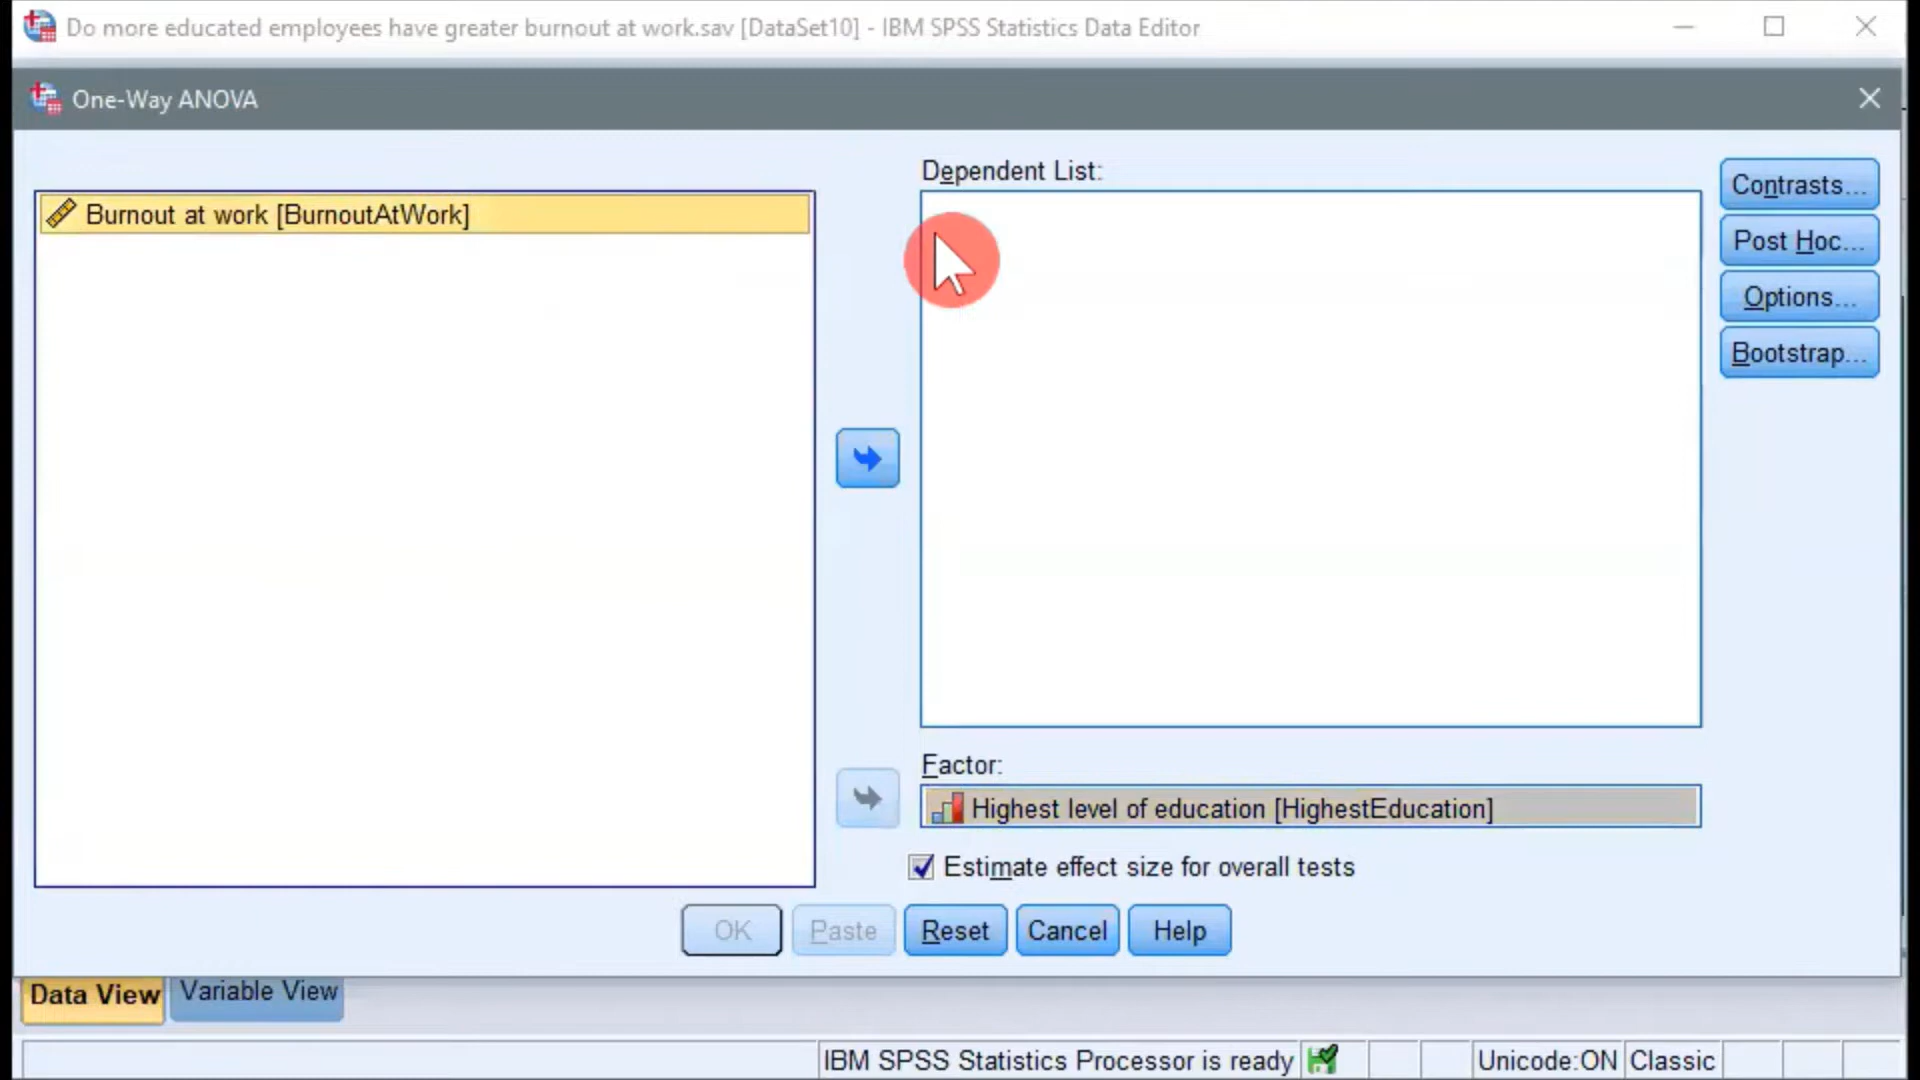 Do more educated employees have greater burnout at work.sav [DataSet10] - IBM SPSS Statistics Data Editor
One-Way ANOVA
Dependent List:
Burnout at work [BurnoutAtWork]
Contrasts...
Post Hoc...
Options...
Bootstrap...
Factor:
Highest level of education [HighestEducation]
Estimate effect size for overall tests
OK Paste Reset Cancel Help
Data View Variable View
IBM SPSS Statistics Processor is ready Unicode:ON Classic